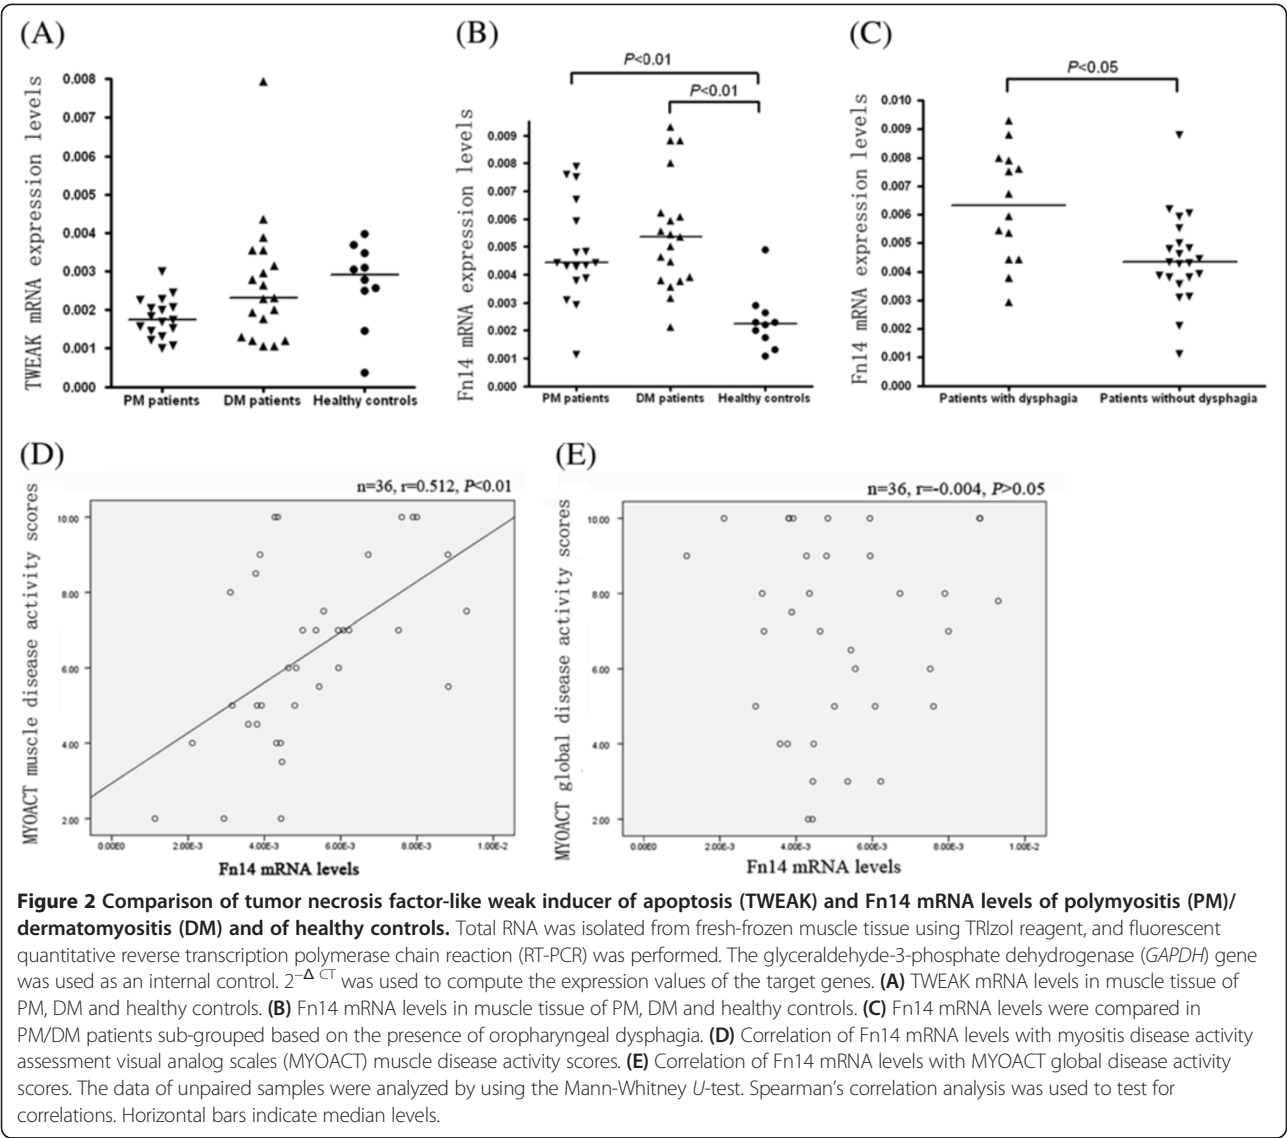 (A)
(B)
(C)
TWEAK mRNA expression levels
0.008
0.007
0.006
0.005
0.004
0.003
0.002
0.001
0.000
PM patients
DM patients
Healthy controls
P<0.01
P<0.01
Fn14 mRNA expression levels
0.009
0.008
0.007
0.006
0.005
0.004
0.003
0.002
0.001
0.000
PM patients
DM patients
Healthy controls
P<0.05
Fn14 mRNA expression levels
0.010
0.009
0.008
0.007
0.006
0.005
0.004
0.003
0.002
0.001
0.000
Patients with dysphagia
Patients without dysphagia
(D)
n=36, r=0.512, P<0.01
MYOACT muscle disease activity scores
10.00
8.00
6.00
4.00
2.00
0.00E0
2.00E-3
4.00E-3
6.00E-3
8.00E-3
1.00E-2
Fn14 mRNA levels
(E)
n=36, r=-0.004, P>0.05
MYOACT global disease activity scores
10.00
8.00
6.00
4.00
2.00
0.00E0
2.00E-3
4.00E-3
6.00E-3
8.00E-3
1.00E-2
Fn14 mRNA levels
Figure 2 Comparison of tumor necrosis factor-like weak inducer of apoptosis (TWEAK) and Fn14 mRNA levels of polymyositis (PM)/
dermatomyositis (DM) and of healthy controls. Total RNA was isolated from fresh-frozen muscle tissue using TRIzol reagent, and fluorescent
quantitative reverse transcription polymerase chain reaction (RT-PCR) was performed. The glyceraldehyde-3-phosphate dehydrogenase (GAPDH) gene
was used as an internal control. 2−Δ CT was used to compute the expression values of the target genes. (A) TWEAK mRNA levels in muscle tissue of
PM, DM and healthy controls. (B) Fn14 mRNA levels in muscle tissue of PM, DM and healthy controls. (C) Fn14 mRNA levels were compared in
PM/DM patients sub-grouped based on the presence of oropharyngeal dysphagia. (D) Correlation of Fn14 mRNA levels with myositis disease activity
assessment visual analog scales (MYOACT) muscle disease activity scores. (E) Correlation of Fn14 mRNA levels with MYOACT global disease activity
scores. The data of unpaired samples were analyzed by using the Mann-Whitney U-test. Spearman's correlation analysis was used to test for
correlations. Horizontal bars indicate median levels.